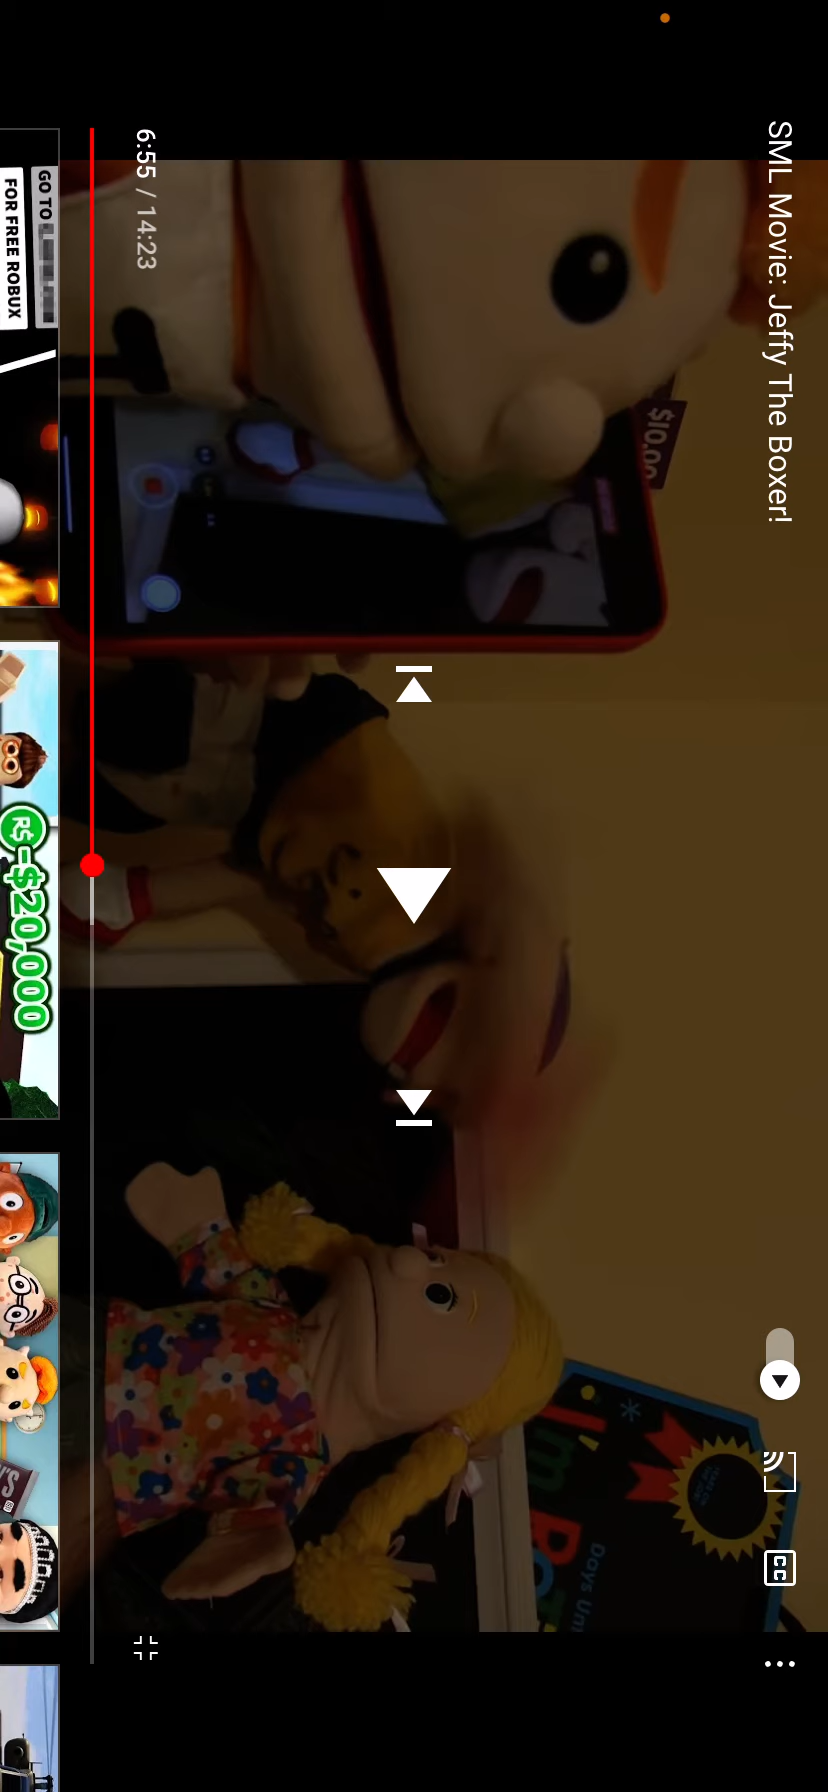 SML Movie: Jeffy The Boxer!
$10.00
Days Until
6:55 / 14:23
GO TO
FOR FREE ROBUX
R$-$20,000